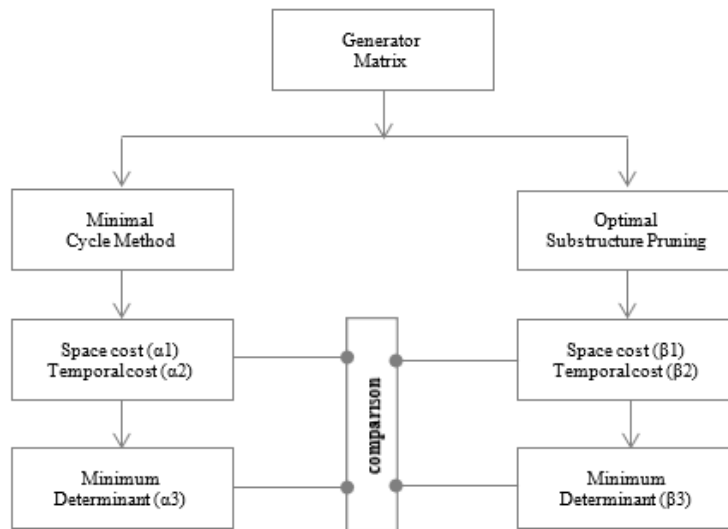 Generator
Matrix
Minimal
Cycle Method
Optimal
Substructure Pruning
Space cost (α1)
Temporal cost (α2)
comparison
Space cost (β1)
Temporal cost (β2)
Minimum
Determinant (α3)
Minimum
Determinant (β3)